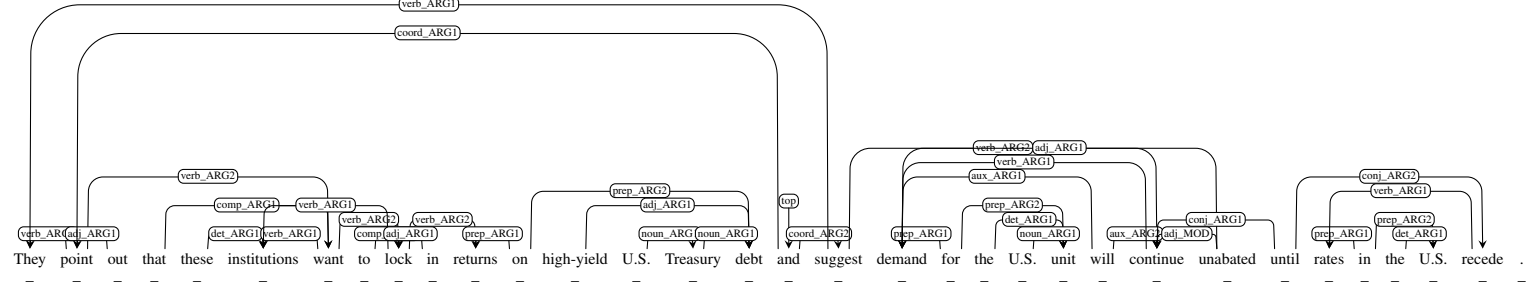 verb_ARG1
coord_ARG1
verb_ARG2 adj_ARG1
verb_ARG1
verb_ARG2 aux_ARG1 conj_ARG2
prep_ARG2 verb_ARG1
comp_ARG1 verb_ARG1 adj_ARG1 top prep_ARG2
verb_ARG2 verb_ARG2 det_ARG1 conj_ARG1 prep_ARG2
adj_ARG1 det_ARG1 verb_ARG1 adj_ARG1 prep_ARG1 noun_ARG1 coord_ARG2 prep_ARG1 noun_ARG1 adj_MOD prep_ARG1 det_ARG1
They point out that these institutions want to lock in returns on high-yield U.S. Treasury debt and suggest demand for the U.S. unit will continue unabated until rates in the U.S. recede .
_ _ _ _ _ _ _ _ _ _ _ _ _ _ _ _ _ _ _ _ _ _ _ _ _ _ _ _ _ _ _ _ _ _